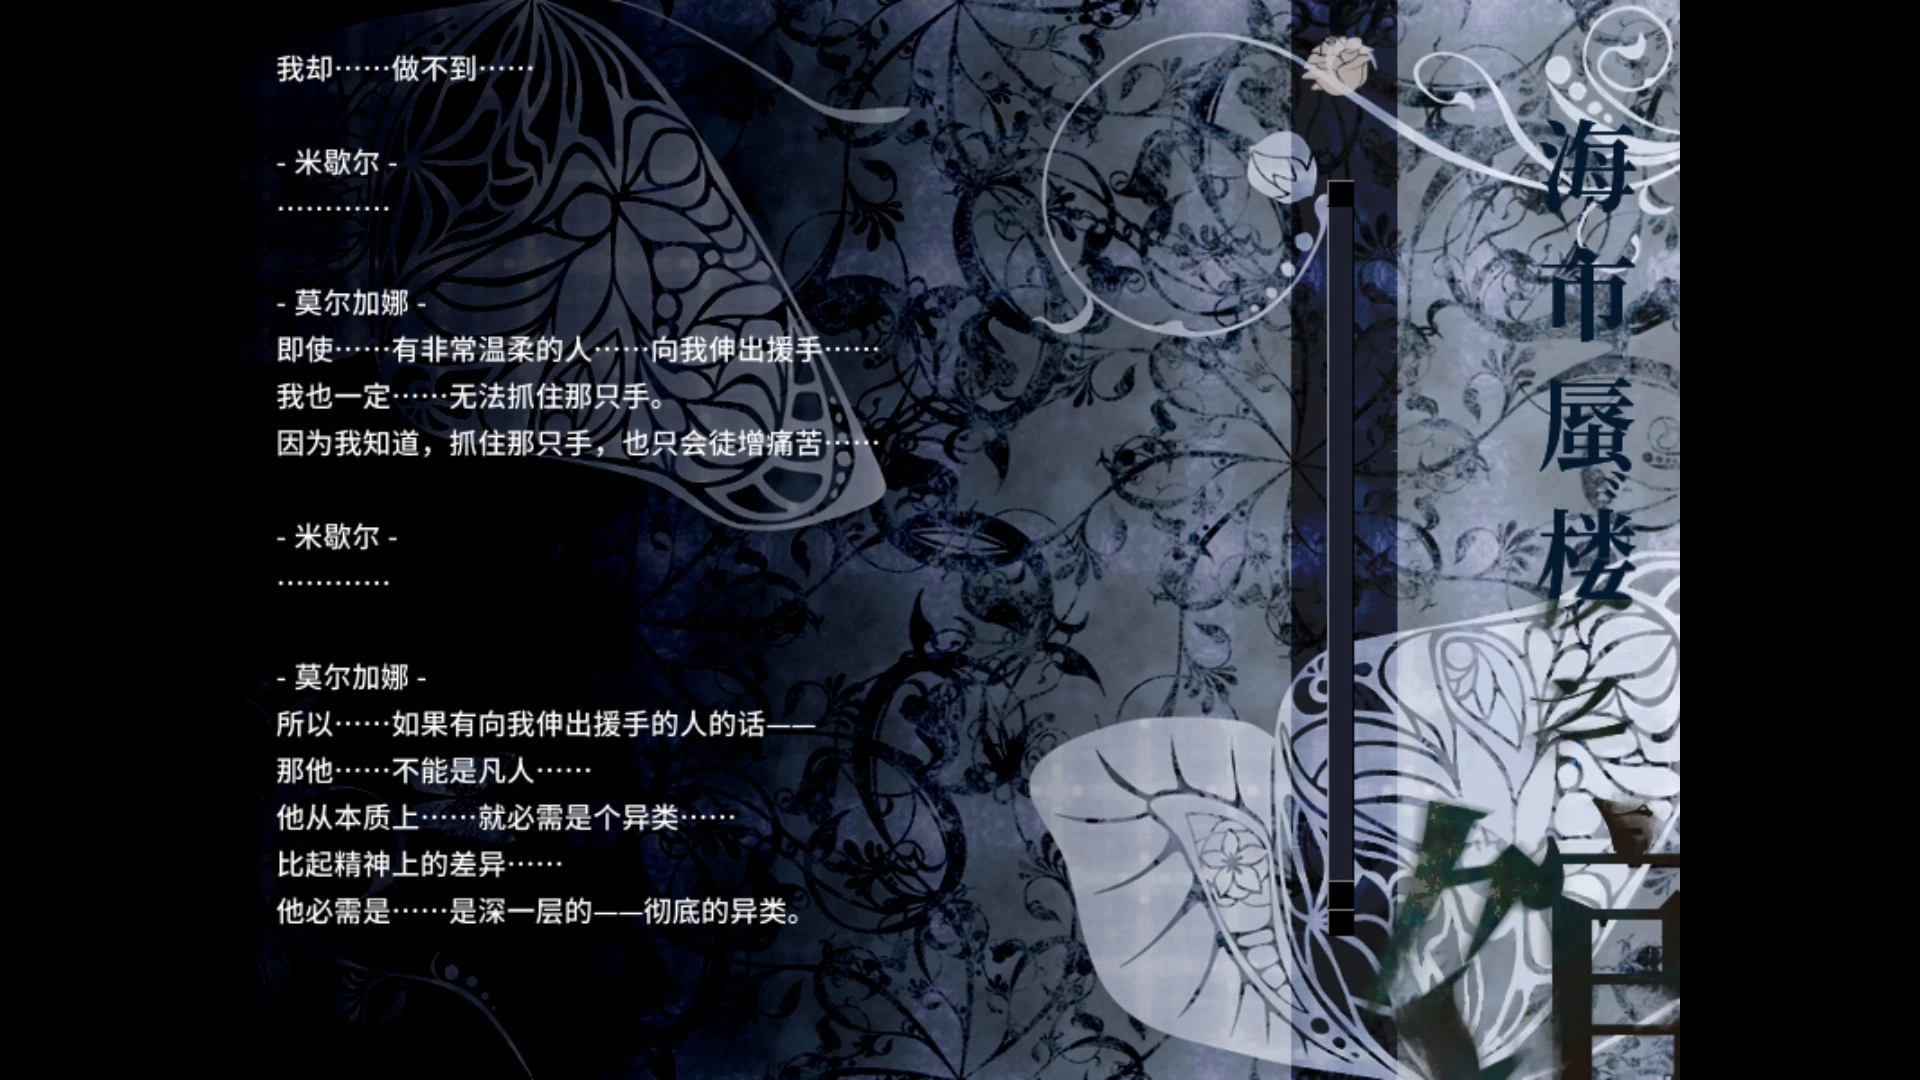 我却……做不到……
- 米歇尔 -
…………
- 莫尔加娜 -
即使……有非常温柔的人……向我伸出援手……
我也一定……无法抓住那只手。
因为我知道，抓住那只手，也只会徒增痛苦……
- 米歇尔 -
…………
- 莫尔加娜 -
所以……如果有向我伸出援手的人的话——
那他……不能是凡人……
他从本质上……就必需是个异类……
比起精神上的差异……
他必需是……是深一层的——彻底的异类。
海市蜃楼
之
馆